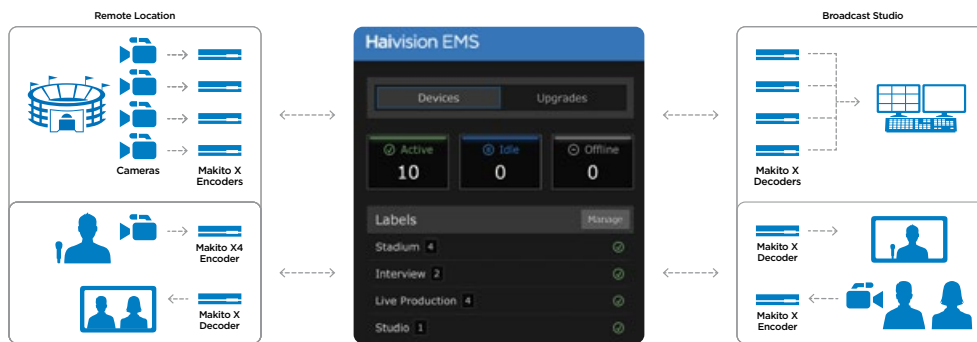 Remote Location
Cameras
Makito X
Encoders
Makito X4
Encoder
Makito X
Decoder
Haivision EMS
Devices
Upgrades
Active
10
Idle
0
Offline
0
Labels
Manage
Stadium 4
Interview 2
Live Production 4
Studio 1
Broadcast Studio
Makito X
Decoders
Makito X
Decoder
Makito X
Encoder